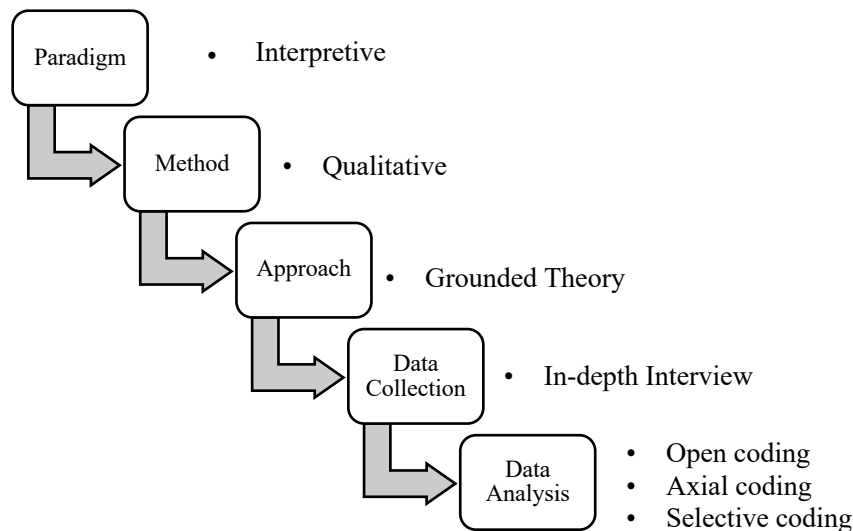 Paradigm
• Interpretive
Method
• Qualitative
Approach
• Grounded Theory
Data
Collection
• In-depth Interview
Data
Analysis
• Open coding
• Axial coding
• Selective coding